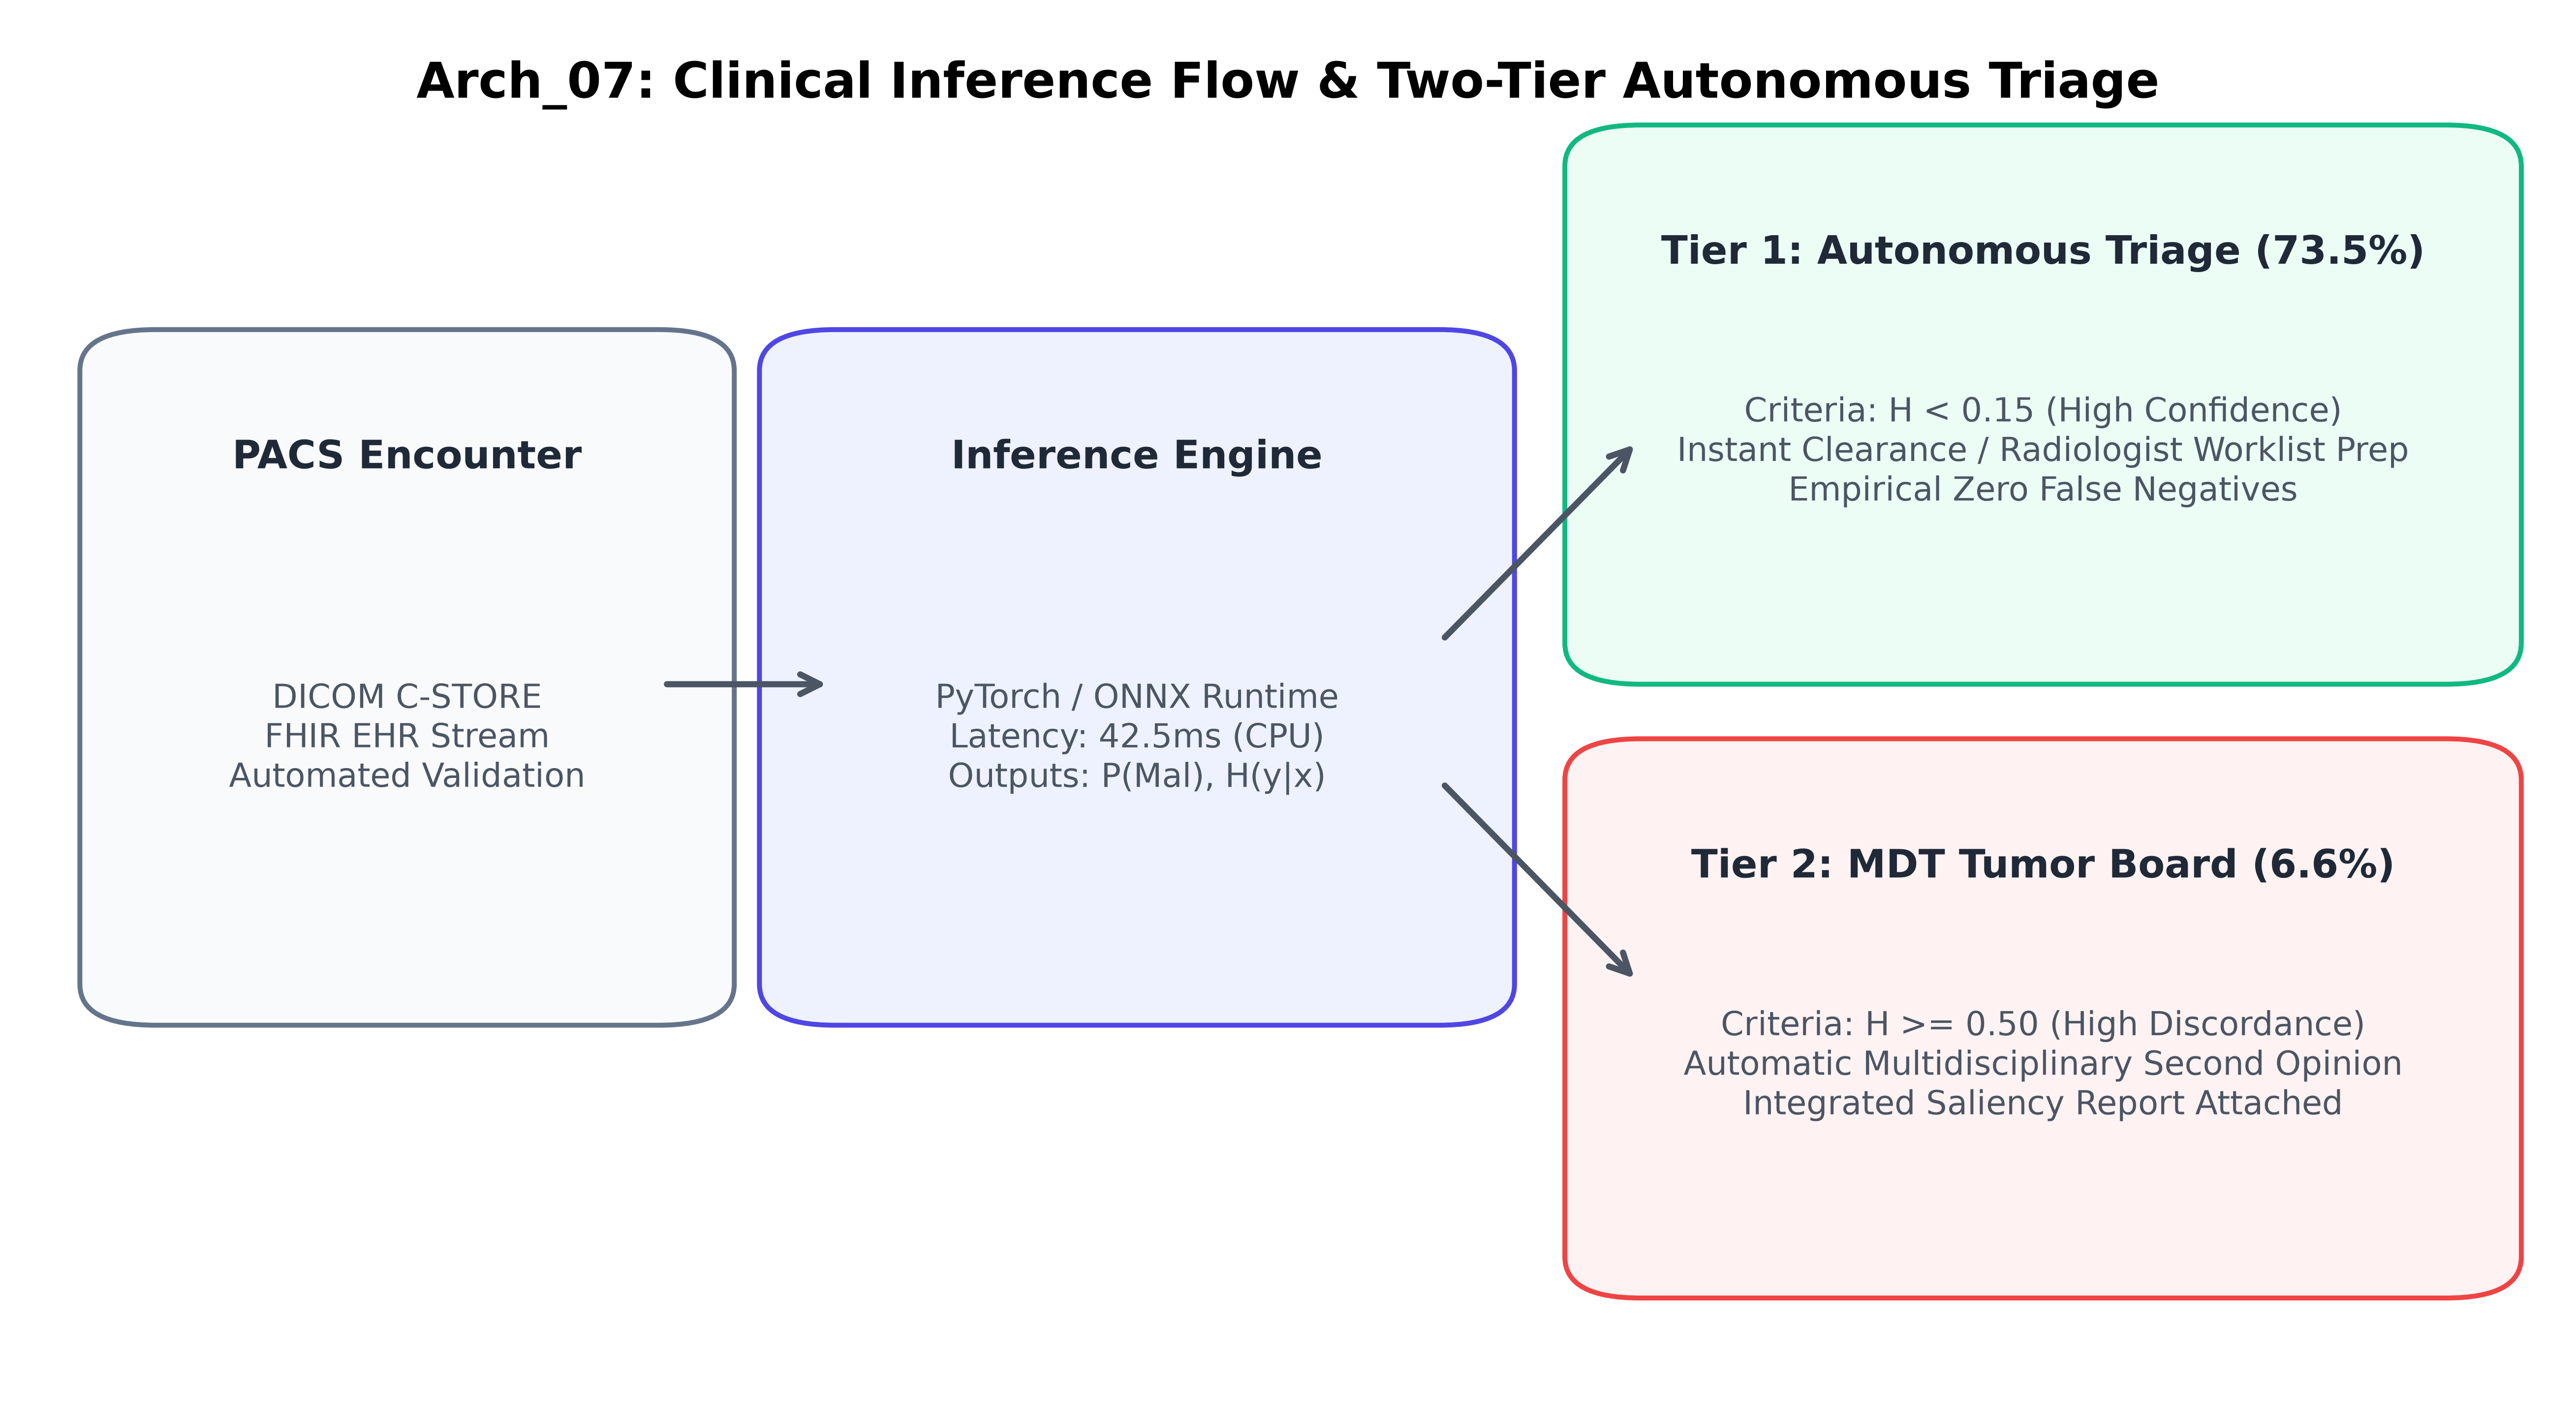 Arch_07: Clinical Inference Flow & Two-Tier Autonomous Triage
PACS Encounter
DICOM C-STORE
FHIR EHR Stream
Automated Validation
Inference Engine
PyTorch / ONNX Runtime
Latency: 42.5ms (CPU)
Outputs: P(Mal), H(y|x)
Tier 1: Autonomous Triage (73.5%)
Criteria: H < 0.15 (High Confidence)
Instant Clearance / Radiologist Worklist Prep
Empirical Zero False Negatives
Tier 2: MDT Tumor Board (6.6%)
Criteria: H >= 0.50 (High Discordance)
Automatic Multidisciplinary Second Opinion
Integrated Saliency Report Attached